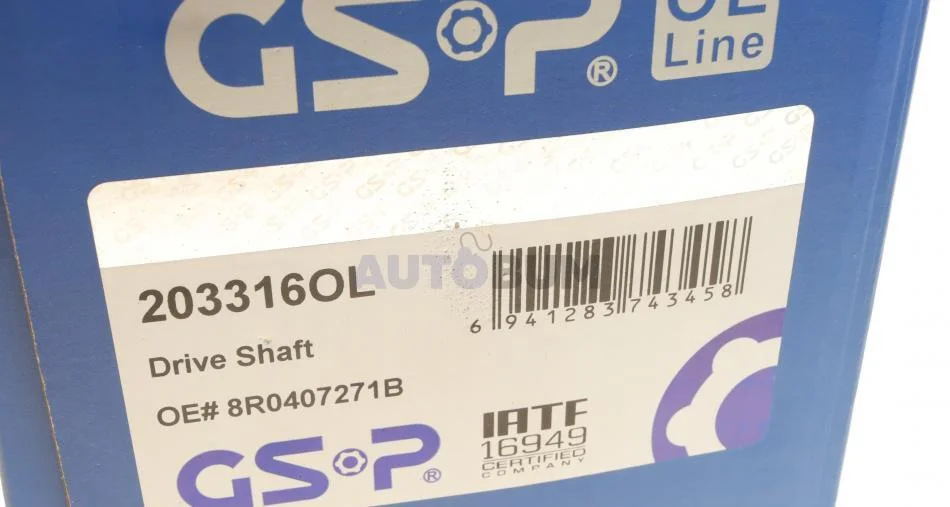 GSP®
OE
Line
203316OL
AUTOBUM
6 941283 743458
Drive Shaft
OE# 8R0407271B
IATF
16949
CERTIFIED
COMPANY
GSP®